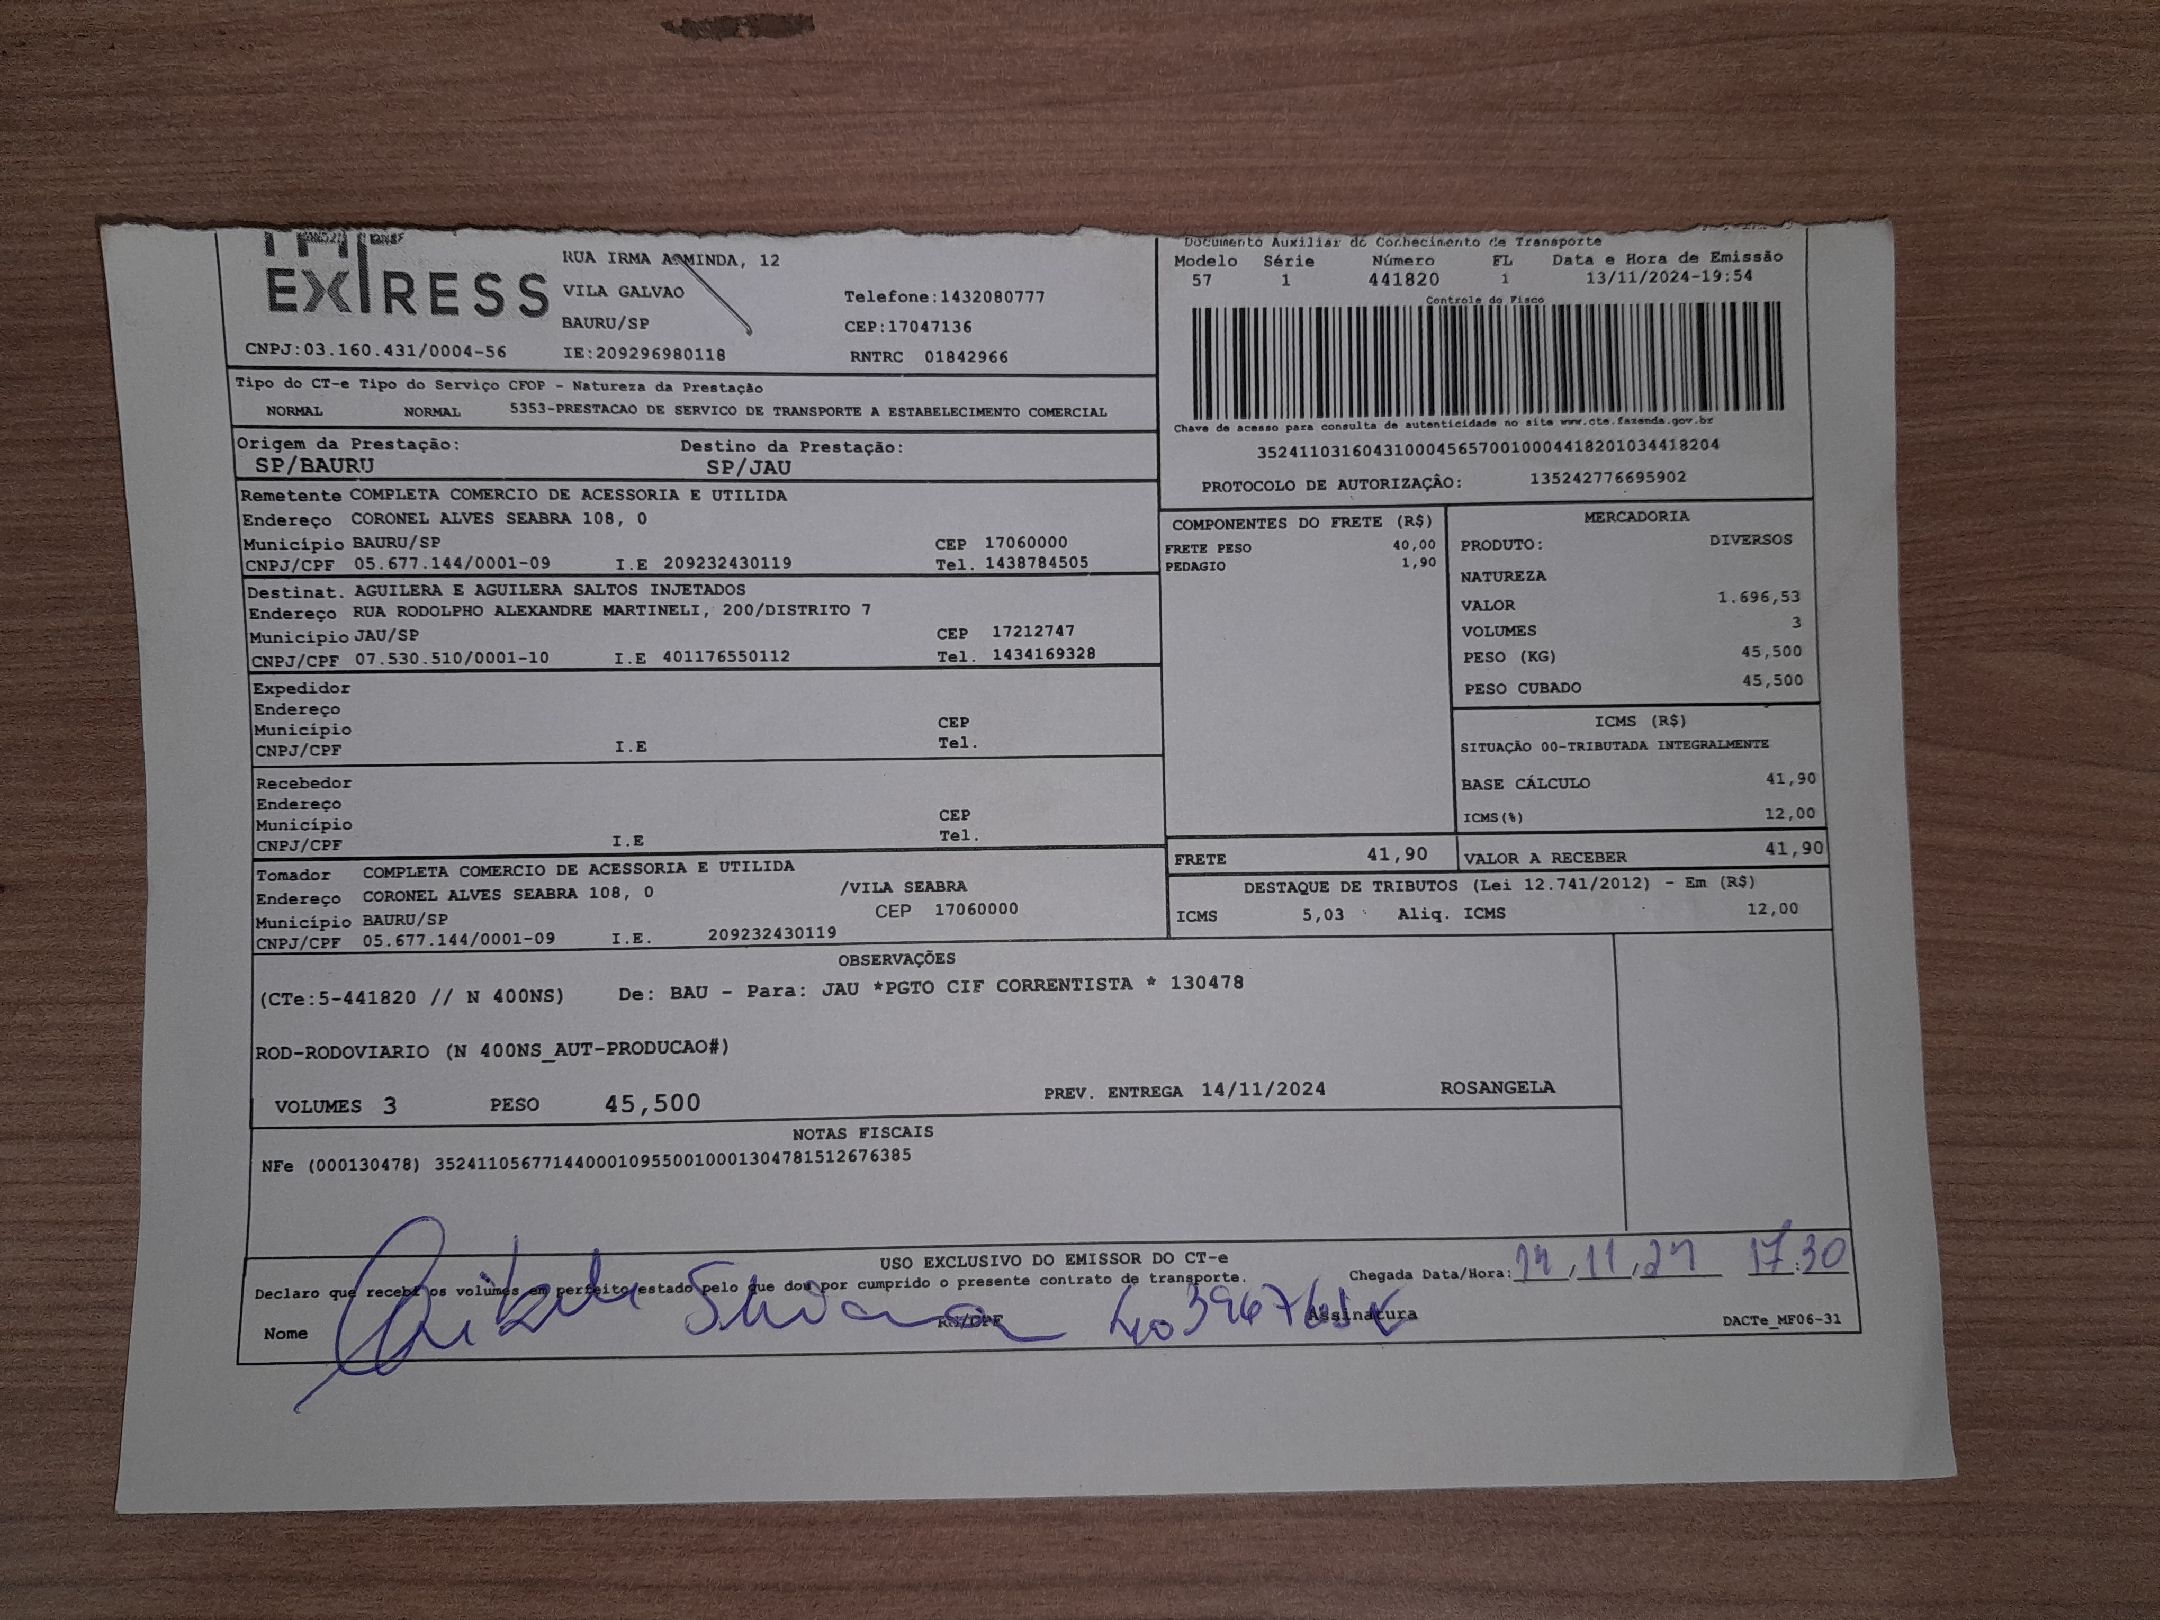 EXPRESS
CNPJ:03.160.431/0004-56
RUA IRMA ARMINDA, 12
VILA GALVAO
BAURU/SP
IE:209296980118
Telefone:1432080777
CEP:17047136
RNTRC 01842966
Documento Auxiliar do Conhecimento de Transporte
Modelo Série Número FL Data e Hora de Emissão
57 1 441820 1 13/11/2024-19:54
Controle do Fisco
Chave de acesso para consulta de autenticidade no site www.cte.fazenda.gov.br
35241103160431000456570010004418201034418204
PROTOCOLO DE AUTORIZAÇÃO: 135242776695902
Tipo do CT-e Tipo do Serviço CFOP - Natureza da Prestação
NORMAL NORMAL 5353-PRESTACAO DE SERVICO DE TRANSPORTE A ESTABELECIMENTO COMERCIAL
Origem da Prestação: Destino da Prestação:
SP/BAURU SP/JAU
Remetente COMPLETA COMERCIO DE ACESSORIA E UTILIDA
Endereço CORONEL ALVES SEABRA 108, 0
Município BAURU/SP CEP 17060000
CNPJ/CPF 05.677.144/0001-09 I.E 209232430119 Tel. 1438784505
Destinat. AGUILERA E AGUILERA SALTOS INJETADOS
Endereço RUA RODOLPHO ALEXANDRE MARTINELI, 200/DISTRITO 7
Município JAU/SP CEP 17212747
CNPJ/CPF 07.530.510/0001-10 I.E 401176550112 Tel. 1434169328
Expedidor
Endereço
Município CEP
CNPJ/CPF I.E Tel.
Recebedor
Endereço
Município CEP
CNPJ/CPF I.E Tel.
Tomador COMPLETA COMERCIO DE ACESSORIA E UTILIDA
Endereço CORONEL ALVES SEABRA 108, 0 /VILA SEABRA
Município BAURU/SP CEP 17060000
CNPJ/CPF 05.677.144/0001-09 I.E. 209232430119
COMPONENTES DO FRETE (R$)
FRETE PESO 40,00
PEDAGIO 1,90
MERCADORIA
PRODUTO: DIVERSOS
NATUREZA
VALOR 1.696,53
VOLUMES 3
PESO (KG) 45,500
PESO CUBADO 45,500
ICMS (R$)
SITUAÇÃO 00-TRIBUTADA INTEGRALMENTE
BASE CÁLCULO 41,90
ICMS(%) 12,00
FRETE 41,90 VALOR A RECEBER 41,90
DESTAQUE DE TRIBUTOS (Lei 12.741/2012) - Em (R$)
ICMS 5,03 Aliq. ICMS 12,00
OBSERVAÇÕES
(CTe:5-441820 // N 400NS) De: BAU - Para: JAU *PGTO CIF CORRENTISTA * 130478
ROD-RODOVIARIO (N 400NS_AUT-PRODUCAO#)
VOLUMES 3 PESO 45,500 PREV. ENTREGA 14/11/2024 ROSANGELA
NOTAS FISCAIS
NFe (000130478) 35241105677144000109550010001304781512676385
USO EXCLUSIVO DO EMISSOR DO CT-e
Declaro que recebi os volumes em perfeito estado pelo que dou por cumprido o presente contrato de transporte.
Chegada Data/Hora: 14,11,24 17:30
Nome RG/CPF Assinatura DACTe_MF06-31